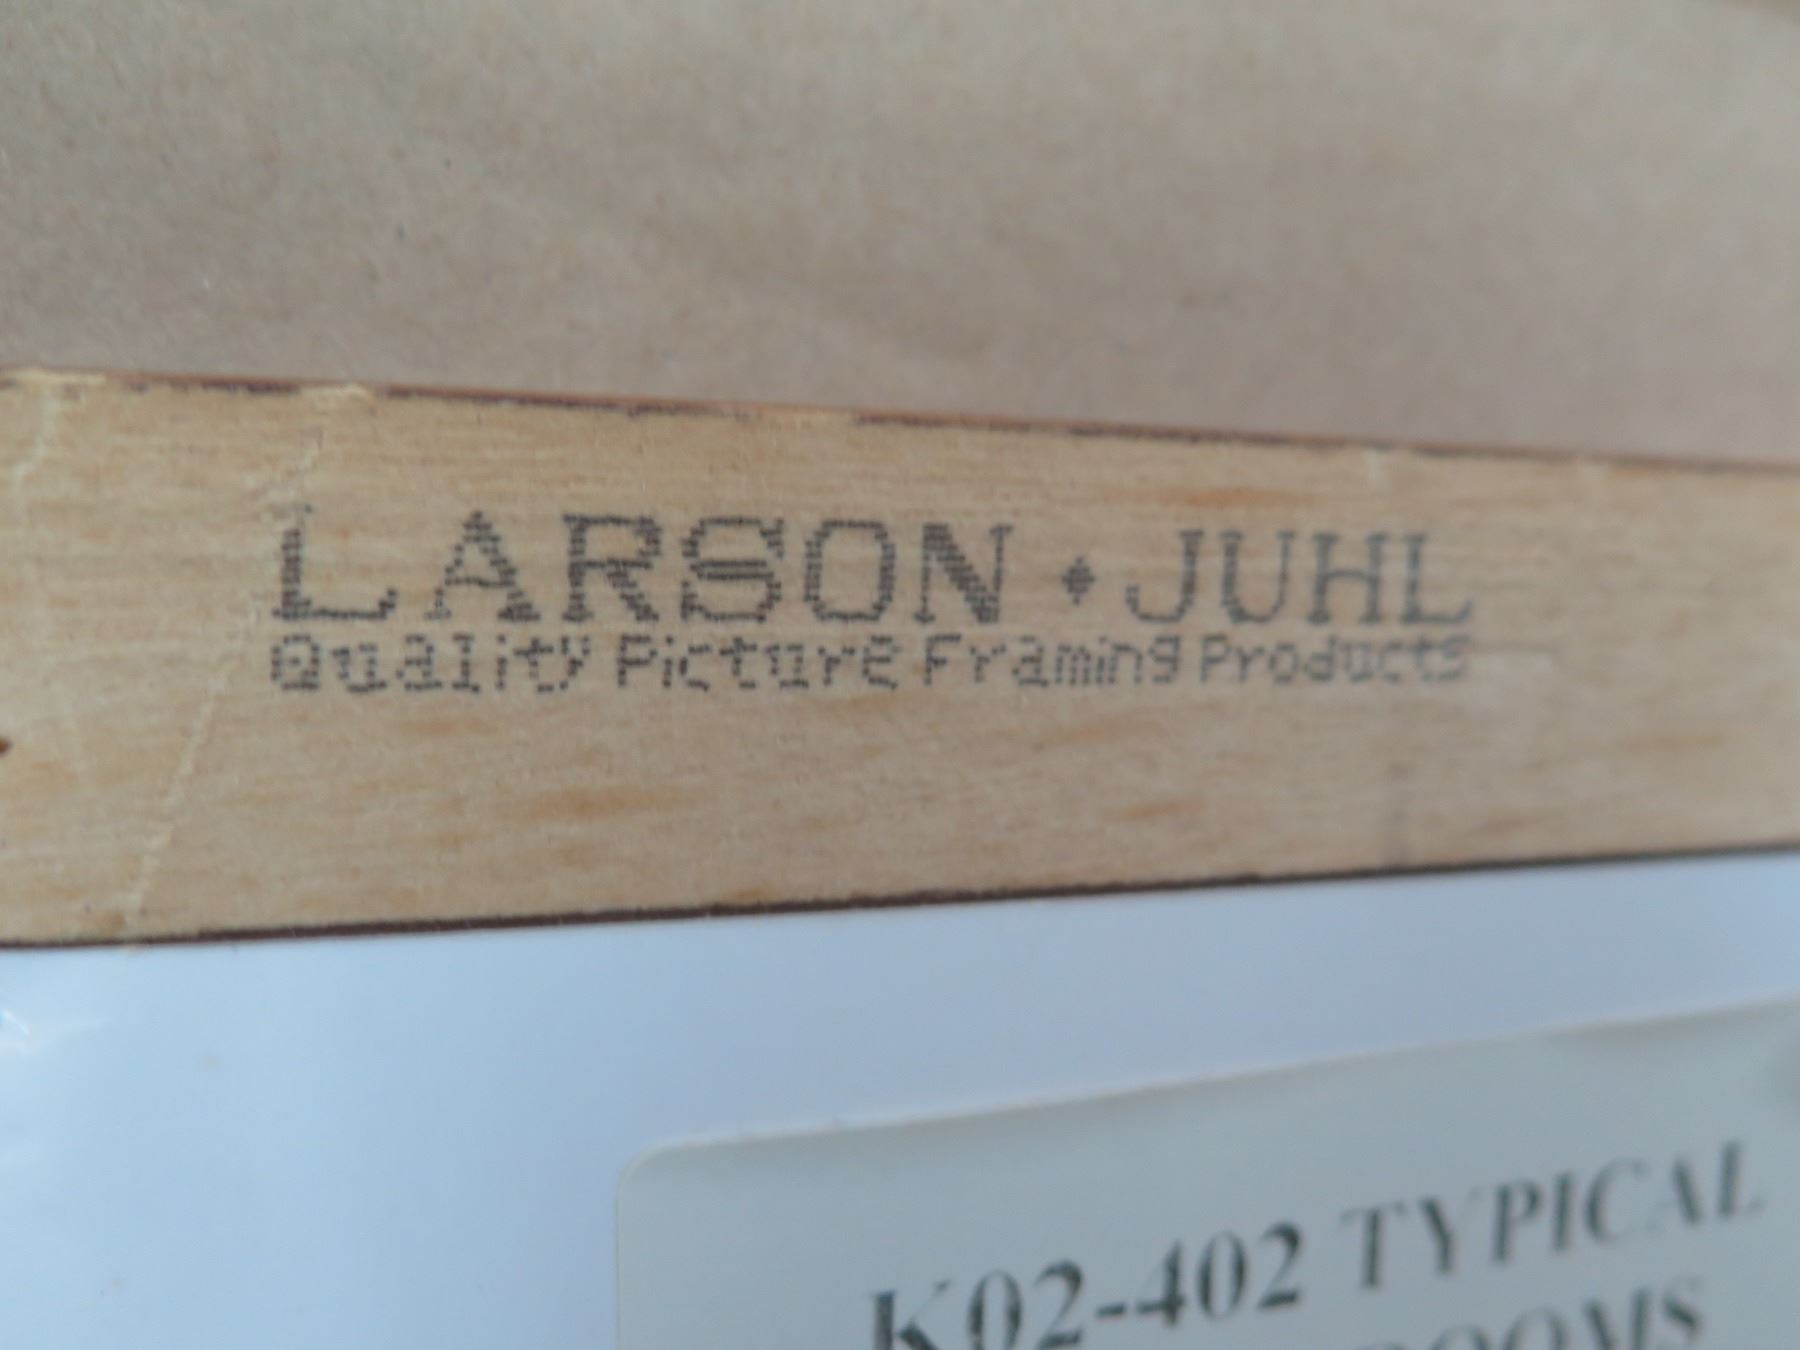 LARSON • JUHL
Quality Picture Framing Products
K02-402 TYPICAL